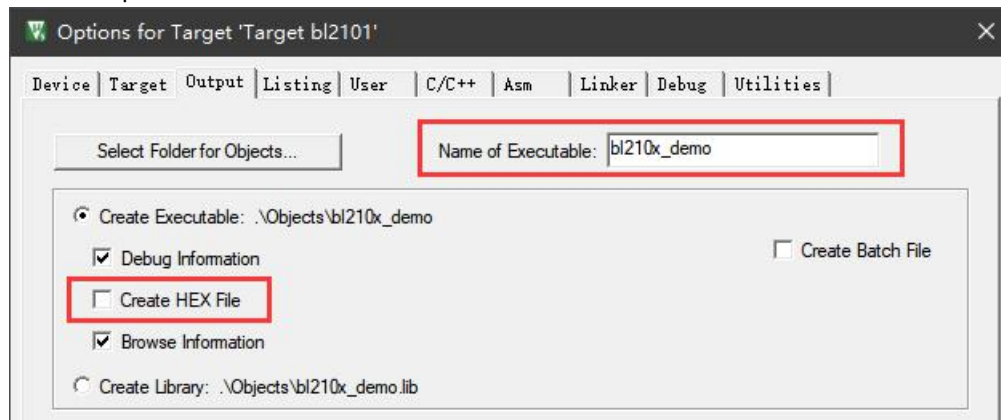 Options for Target 'Target bl2101'
Device Target Output Listing User C/C++ Asm Linker Debug Utilities
Select Folder for Objects... Name of Executable: bl210x_demo
Create Executable: .\Objects\bl210x_demo
Debug Information Create Batch File
Create HEX File
Browse Information
Create Library: .\Objects\bl210x_demo.lib